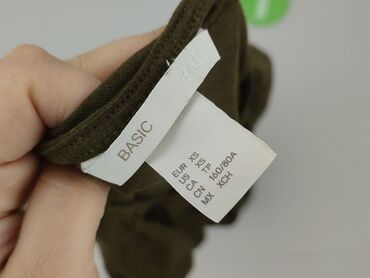 BASIC
EUR XS
US XS
CA TP
CN 160/80A
MX XCH